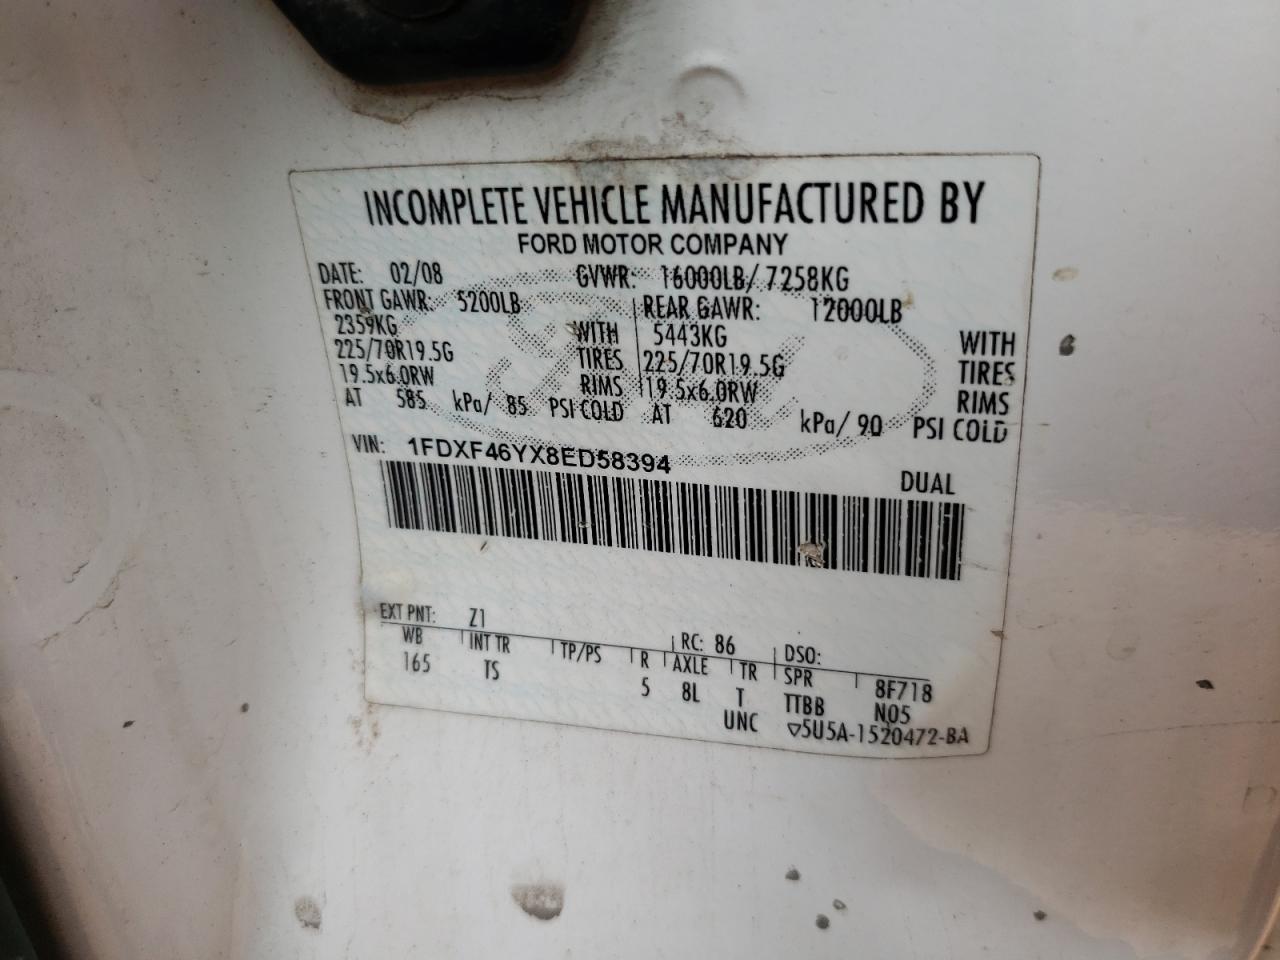 INCOMPLETE VEHICLE MANUFACTURED BY
FORD MOTOR COMPANY
DATE: 02/08 GVWR: 16000LB/ 7258KG
FRONT GAWR: 5200LB REAR GAWR: 12000LB
2359KG WITH 5443KG WITH
225/70R19.5G TIRES 225/70R19.5G TIRES
19.5x6.0RW RIMS 19.5x6.0RW RIMS
AT 585 kPa/ 85 PSI COLD AT 620 kPa/ 90 PSI COLD
VIN: 1FDXF46YX8ED58394
DUAL
EXT PNT: Z1 RC: 86 DSO:
WB INT TR TP/PS R AXLE TR SPR 8F718
165 TS 5 8L T TTBB N05
UNC ▽5U5A-1520472-BA